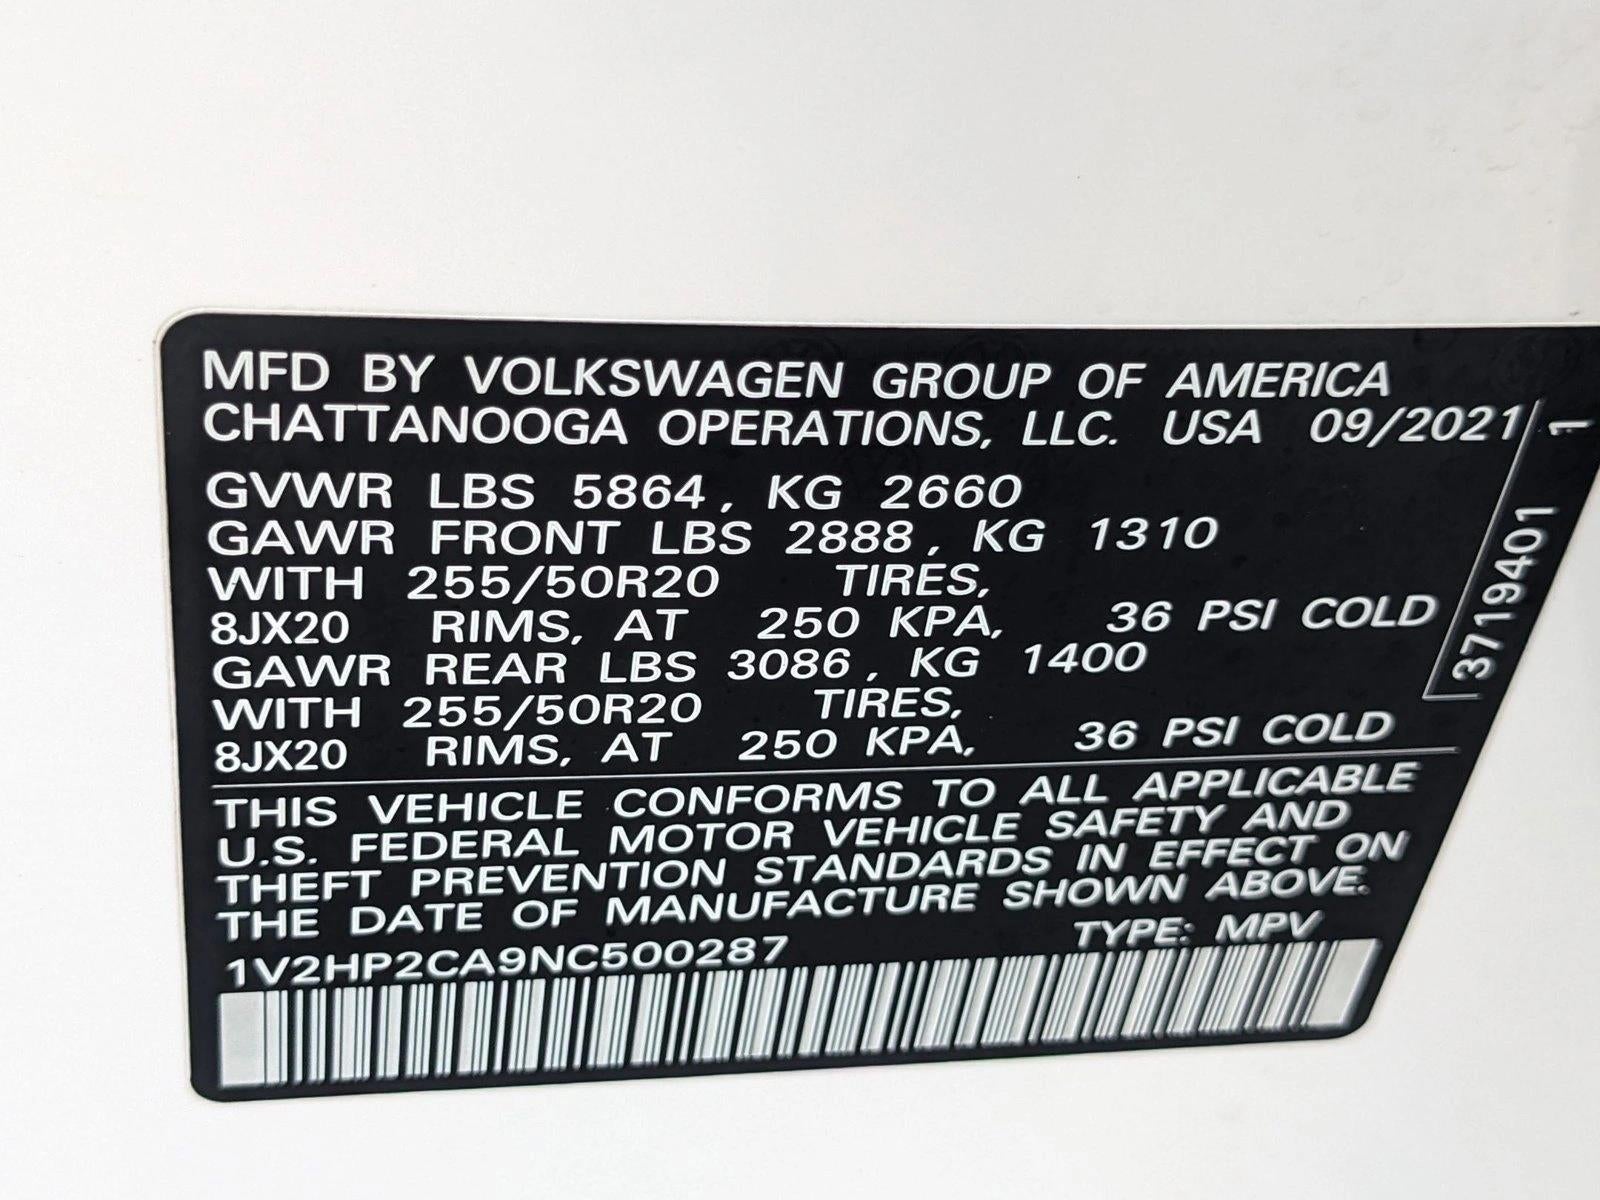 MFD BY VOLKSWAGEN GROUP OF AMERICA
CHATTANOOGA OPERATIONS, LLC. USA 09/2021
GVWR LBS 5864, KG 2660
GAWR FRONT LBS 2888, KG 1310
WITH 255/50R20 TIRES,
8JX20 RIMS, AT 250 KPA, 36 PSI COLD
GAWR REAR LBS 3086, KG 1400
WITH 255/50R20 TIRES,
8JX20 RIMS, AT 250 KPA, 36 PSI COLD
THIS VEHICLE CONFORMS TO ALL APPLICABLE
U.S. FEDERAL MOTOR VEHICLE SAFETY AND
THEFT PREVENTION STANDARDS IN EFFECT ON
THE DATE OF MANUFACTURE SHOWN ABOVE.
1V2HP2CA9NC500287 TYPE: MPV
3719401 1